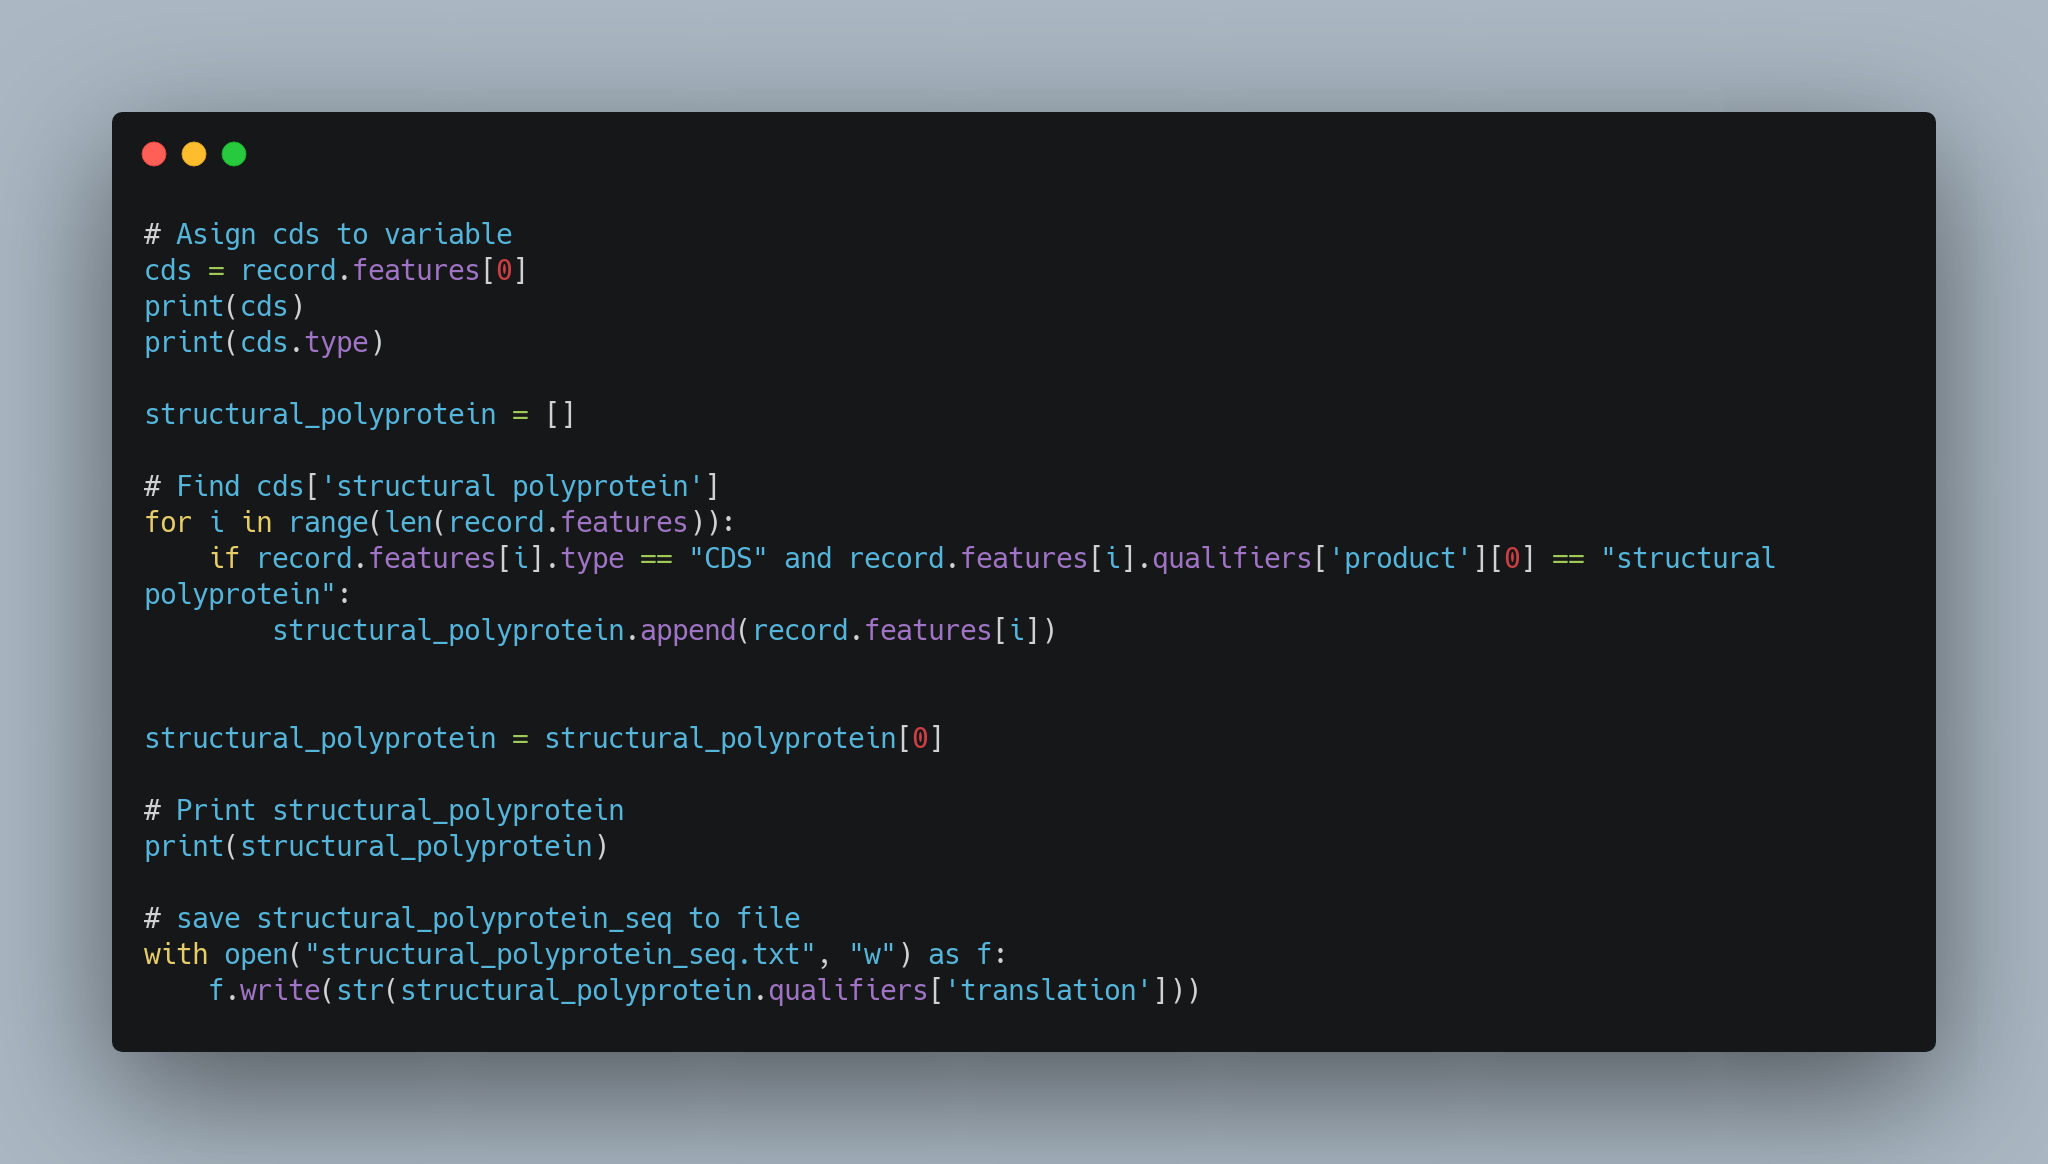 # Asign cds to variable
cds = record.features[0]
print(cds)
print(cds.type)
structural_polyprotein = []
# Find cds['structural polyprotein']
for i in range(len(record.features)):
    if record.features[i].type == "CDS" and record.features[i].qualifiers['product'][0] == "structural
polyprotein":
        structural_polyprotein.append(record.features[i])
structural_polyprotein = structural_polyprotein[0]
# Print structural_polyprotein
print(structural_polyprotein)
# save structural_polyprotein_seq to file
with open("structural_polyprotein_seq.txt", "w") as f:
    f.write(str(structural_polyprotein.qualifiers['translation']))